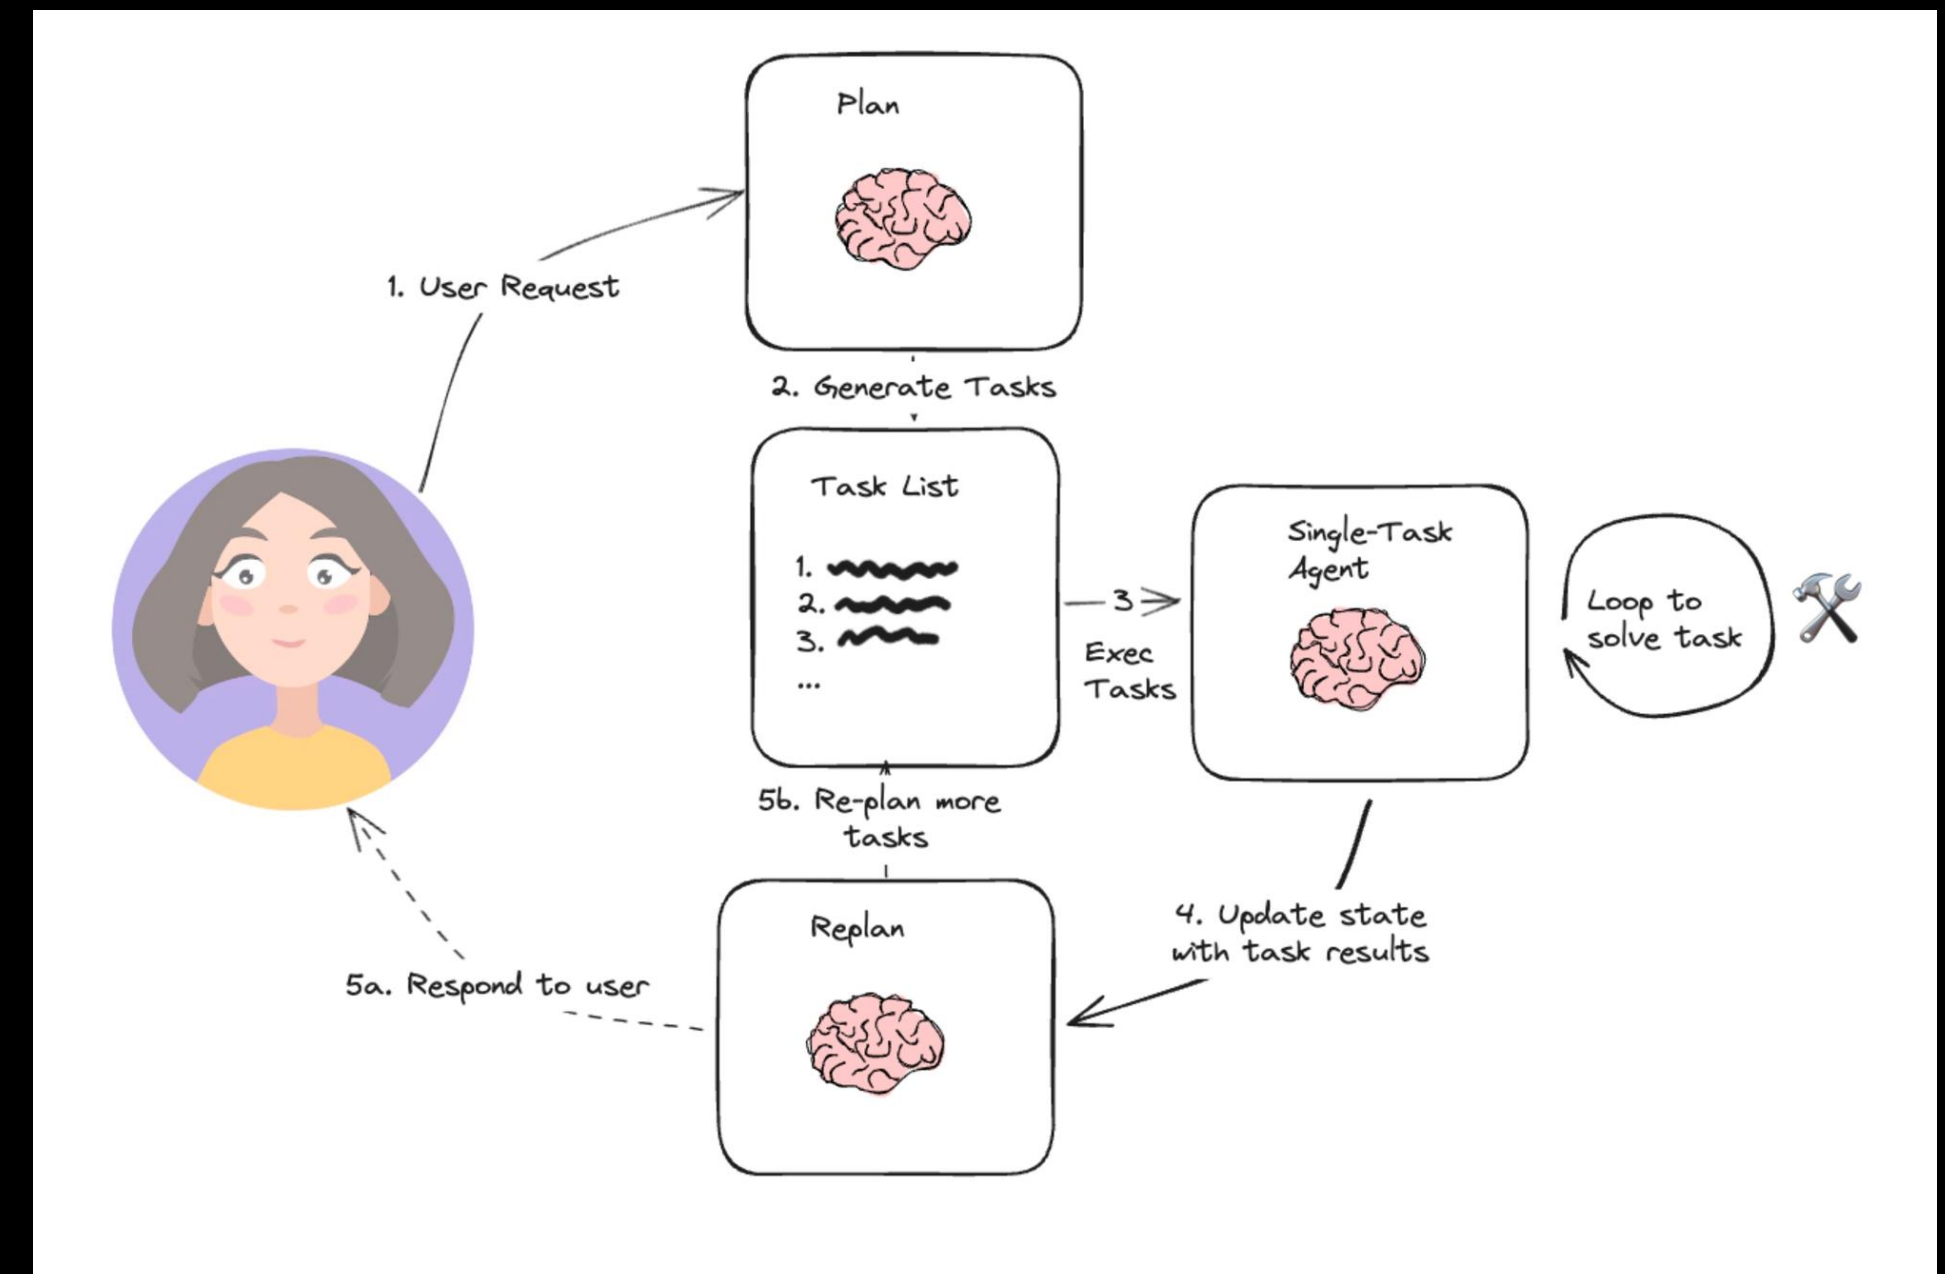 Plan
1. User Request
2. Generate Tasks
Task List
1.
2.
3.
...
3
Exec
Tasks
Single-Task
Agent
Loop to
solve task
4. Update state
with task results
5b. Re-plan more
tasks
Replan
5a. Respond to user